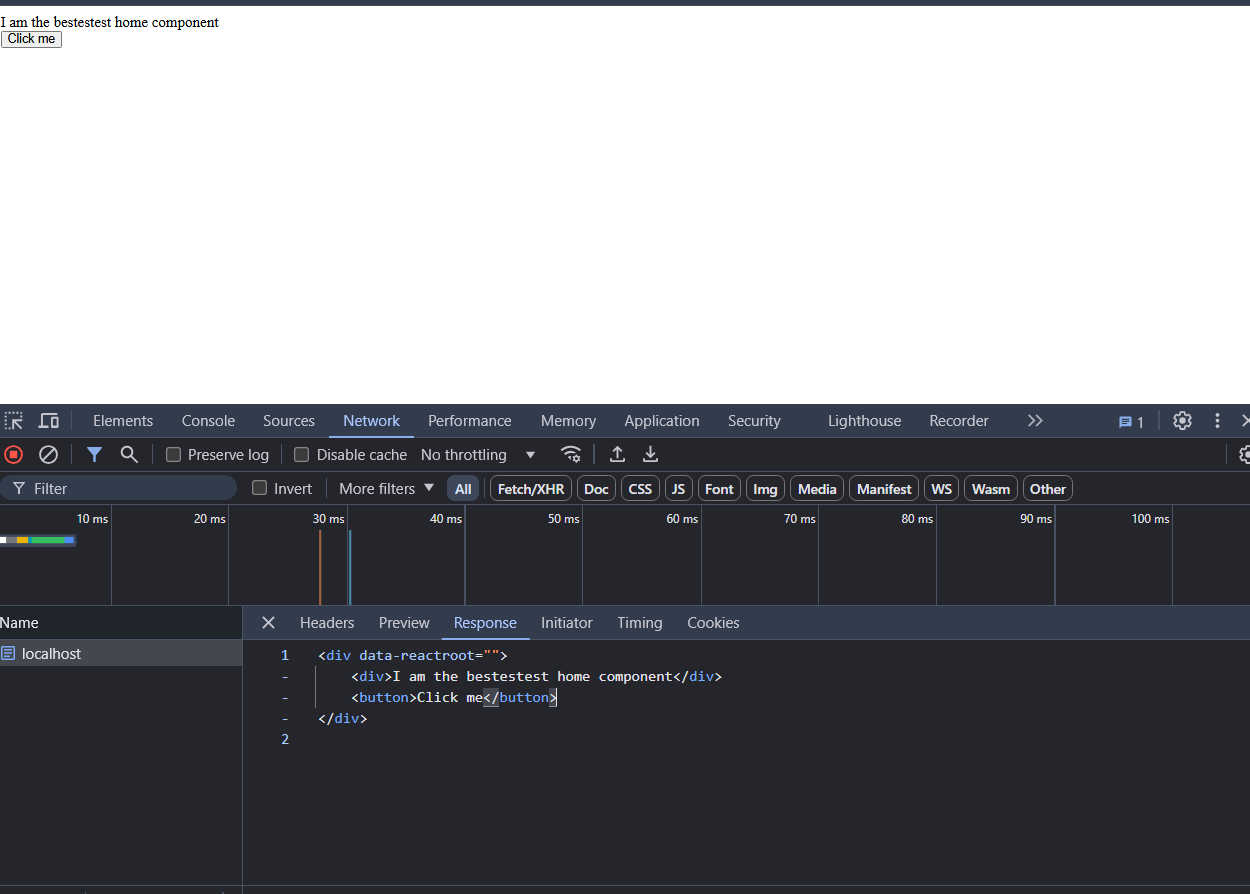 I am the bestestest home component
Click me
Elements Console Sources Network Performance Memory Application Security Lighthouse Recorder 1
Preserve log Disable cache No throttling
Filter Invert More filters All Fetch/XHR Doc CSS JS Font Img Media Manifest WS Wasm Other
10 ms 20 ms 30 ms 40 ms 50 ms 60 ms 70 ms 80 ms 90 ms 100 ms
Name Headers Preview Response Initiator Timing Cookies
localhost
1 <div data-reactroot="">
- <div>I am the bestestest home component</div>
- <button>Click me</button>
- </div>
2